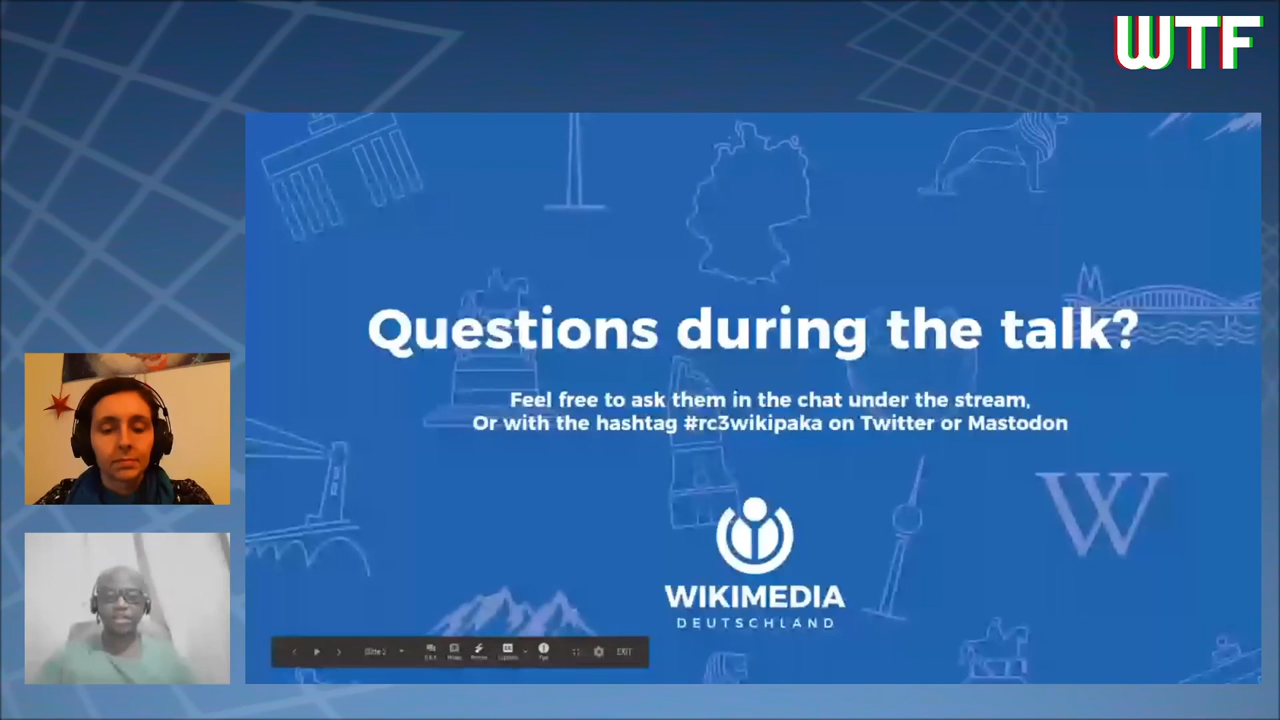 WTF
Questions during the talk?
Feel free to ask them in the chat under the stream,
Or with the hashtag #rc3wikipaka on Twitter or Mastodon
W
WIKIMEDIA
DEUTSCHLAND
EXIT